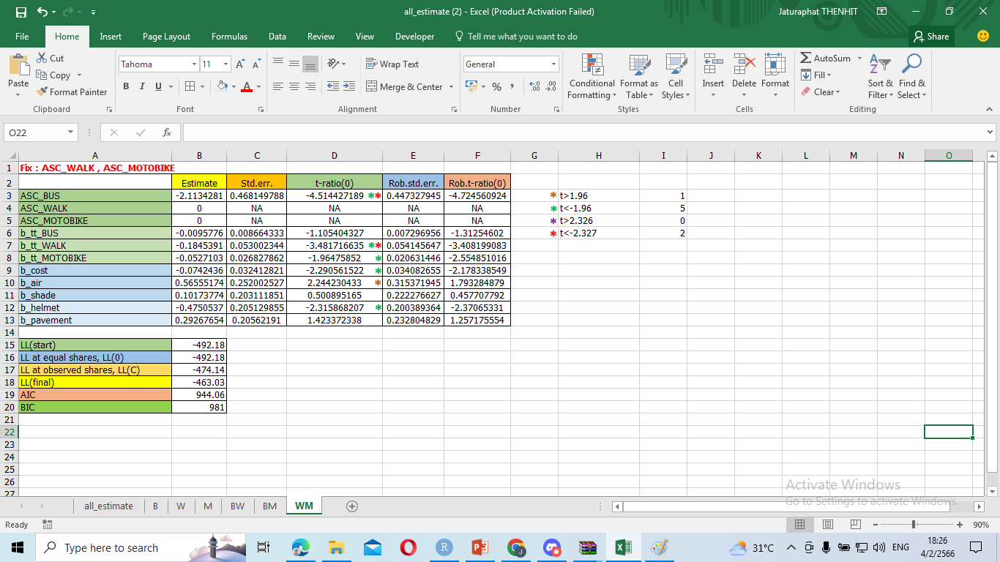 all_estimate (2) - Excel (Product Activation Failed)
Jaturaphat THENHIT
File Home Insert Page Layout Formulas Data Review View Developer Tell me what you want to do Share
Paste
Cut
Copy
Format Painter
Clipboard
Tahoma 11
B I U
Font
Wrap Text
Merge & Center
Alignment
General
Number
Conditional Formatting
Format as Table
Cell Styles
Styles
Insert Delete Format
Cells
AutoSum
Fill
Clear
Sort & Filter
Find & Select
Editing
O22
fx
A B C D E F G H I J K L M N O
1 Fix : ASC_WALK , ASC_MOTOBIKE
2 Estimate Std.err. t-ratio(0) Rob.std.err. Rob.t-ratio(0)
3 ASC_BUS -2.1134281 0.468149788 -4.514427189 ** 0.447327945 -4.724560924 * t>1.96 1
4 ASC_WALK 0 NA NA NA NA * t<-1.96 5
5 ASC_MOTOBIKE 0 NA NA NA NA * t>2.326 0
6 b_tt_BUS -0.0095776 0.008664333 -1.105404327 0.007296956 -1.31254602 * t<-2.327 2
7 b_tt_WALK -0.1845391 0.053002344 -3.481716635 ** 0.054145647 -3.408199083
8 b_tt_MOTOBIKE -0.0527103 0.026827862 -1.96475852 * 0.020631446 -2.554851016
9 b_cost -0.0742436 0.032412821 -2.290561522 * 0.034082655 -2.178338549
10 b_air 0.56555174 0.252002527 2.244230433 * 0.315371945 1.793284879
11 b_shade 0.10173774 0.203111851 0.500895165 0.222276627 0.457707792
12 b_helmet -0.4750537 0.205129855 -2.315868207 * 0.200389364 -2.37065331
13 b_pavement 0.29267654 0.20562191 1.423372338 0.232804829 1.257175554
14
15 LL(start) -492.18
16 LL at equal shares, LL(0) -492.18
17 LL at observed shares, LL(C) -474.14
18 LL(final) -463.03
19 AIC 944.06
20 BIC 981
21
22
23
24
25
26
27
Activate Windows
Go to Settings to activate Windows.
all_estimate B W M BW BM WM
Ready
90%
Type here to search
31°C
ENG
18:26
4/2/2566